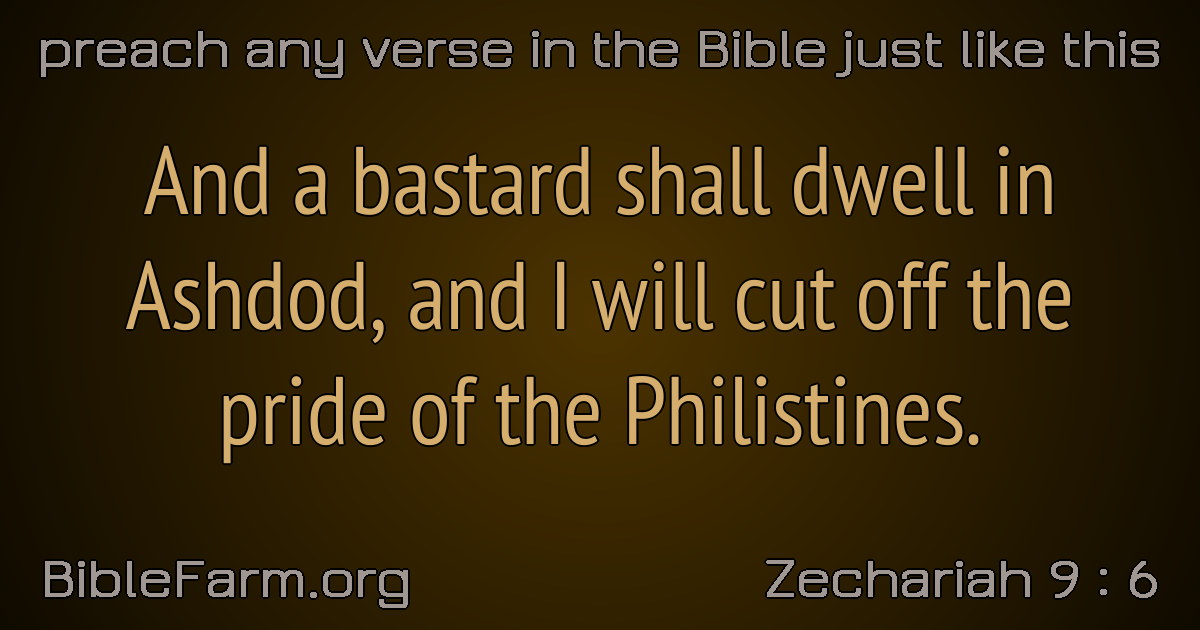 preach any verse in the Bible just like this
And a bastard shall dwell in
Ashdod, and I will cut off the
pride of the Philistines.
BibleFarm.org
Zechariah 9 : 6